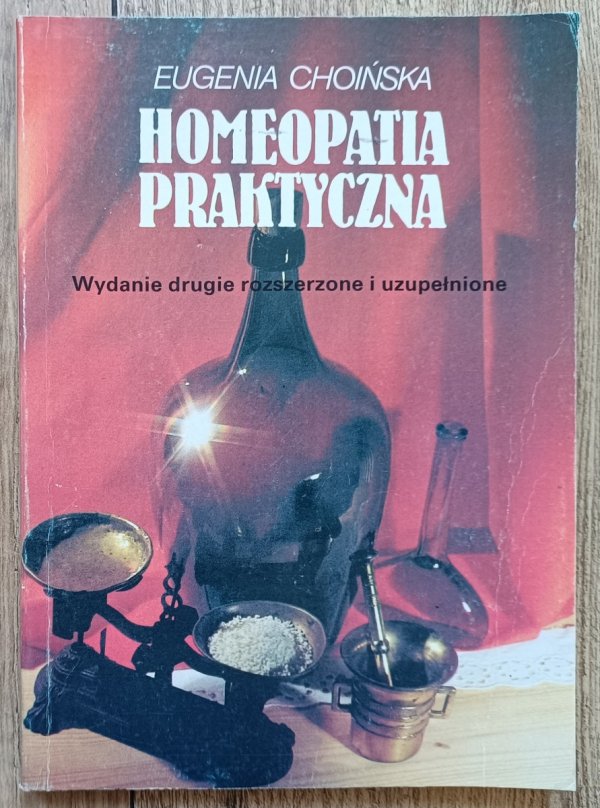 EUGENIA CHOIŃSKA
HOMEOPATIA
PRAKTYCZNA
Wydanie drugie rozszerzone i uzupełnione